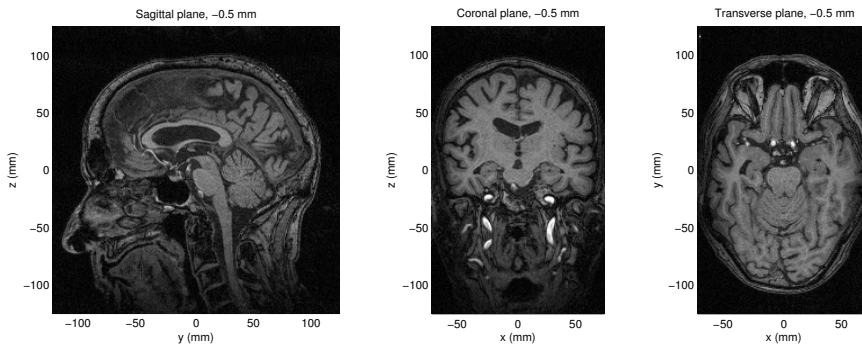 Sagittal plane, −0.5 mm
100
50
0
−50
−100
z (mm)
−100 −50 0 50 100
y (mm)
Coronal plane, −0.5 mm
100
50
0
−50
−100
z (mm)
−50 0 50
x (mm)
Transverse plane, −0.5 mm
100
50
0
−50
−100
y (mm)
−50 0 50
x (mm)